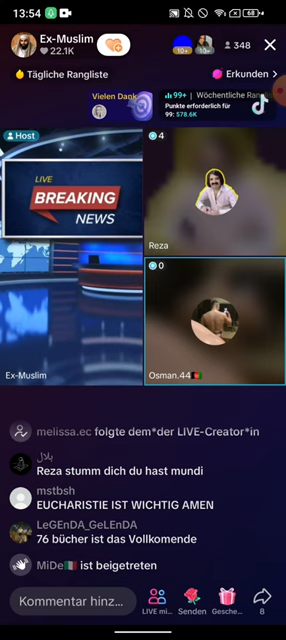 13:54
68
Ex-Muslim
22.1K
10+
10+
348
Tägliche Rangliste
Erkunden
Vielen Dank
99+ | Wöchentliche Ran
Punkte erforderlich für
99: 578.6K
Host
4
LIVE
BREAKING
NEWS
Reza
0
Ex-Muslim
Osman.44
melissa.ec folgte dem*der LIVE-Creator*in
بلال
Reza stumm dich du hast mundi
mstbsh
EUCHARISTIE IST WICHTIG AMEN
LeGEnDA_GeLEnDA
76 bücher ist das Vollkomende
MiDe ist beigetreten
Kommentar hinz...
LIVE mi...
Senden
Gesche...
8